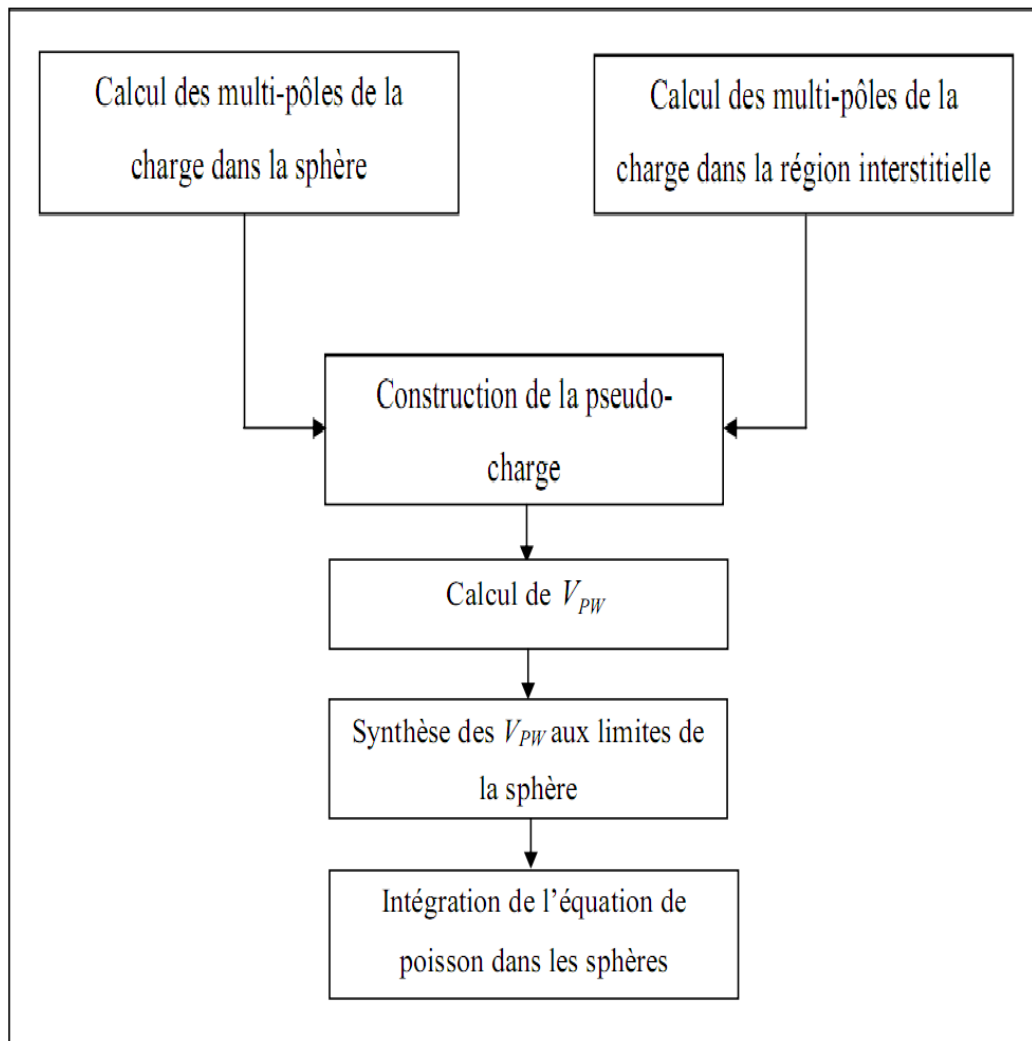 Calcul des multi-pôles de la
charge dans la sphère
Calcul des multi-pôles de la
charge dans la région interstitielle
Construction de la pseudo-
charge
Calcul de V_PW
Synthèse des V_PW aux limites de
la sphère
Intégration de l'équation de
poisson dans les sphères